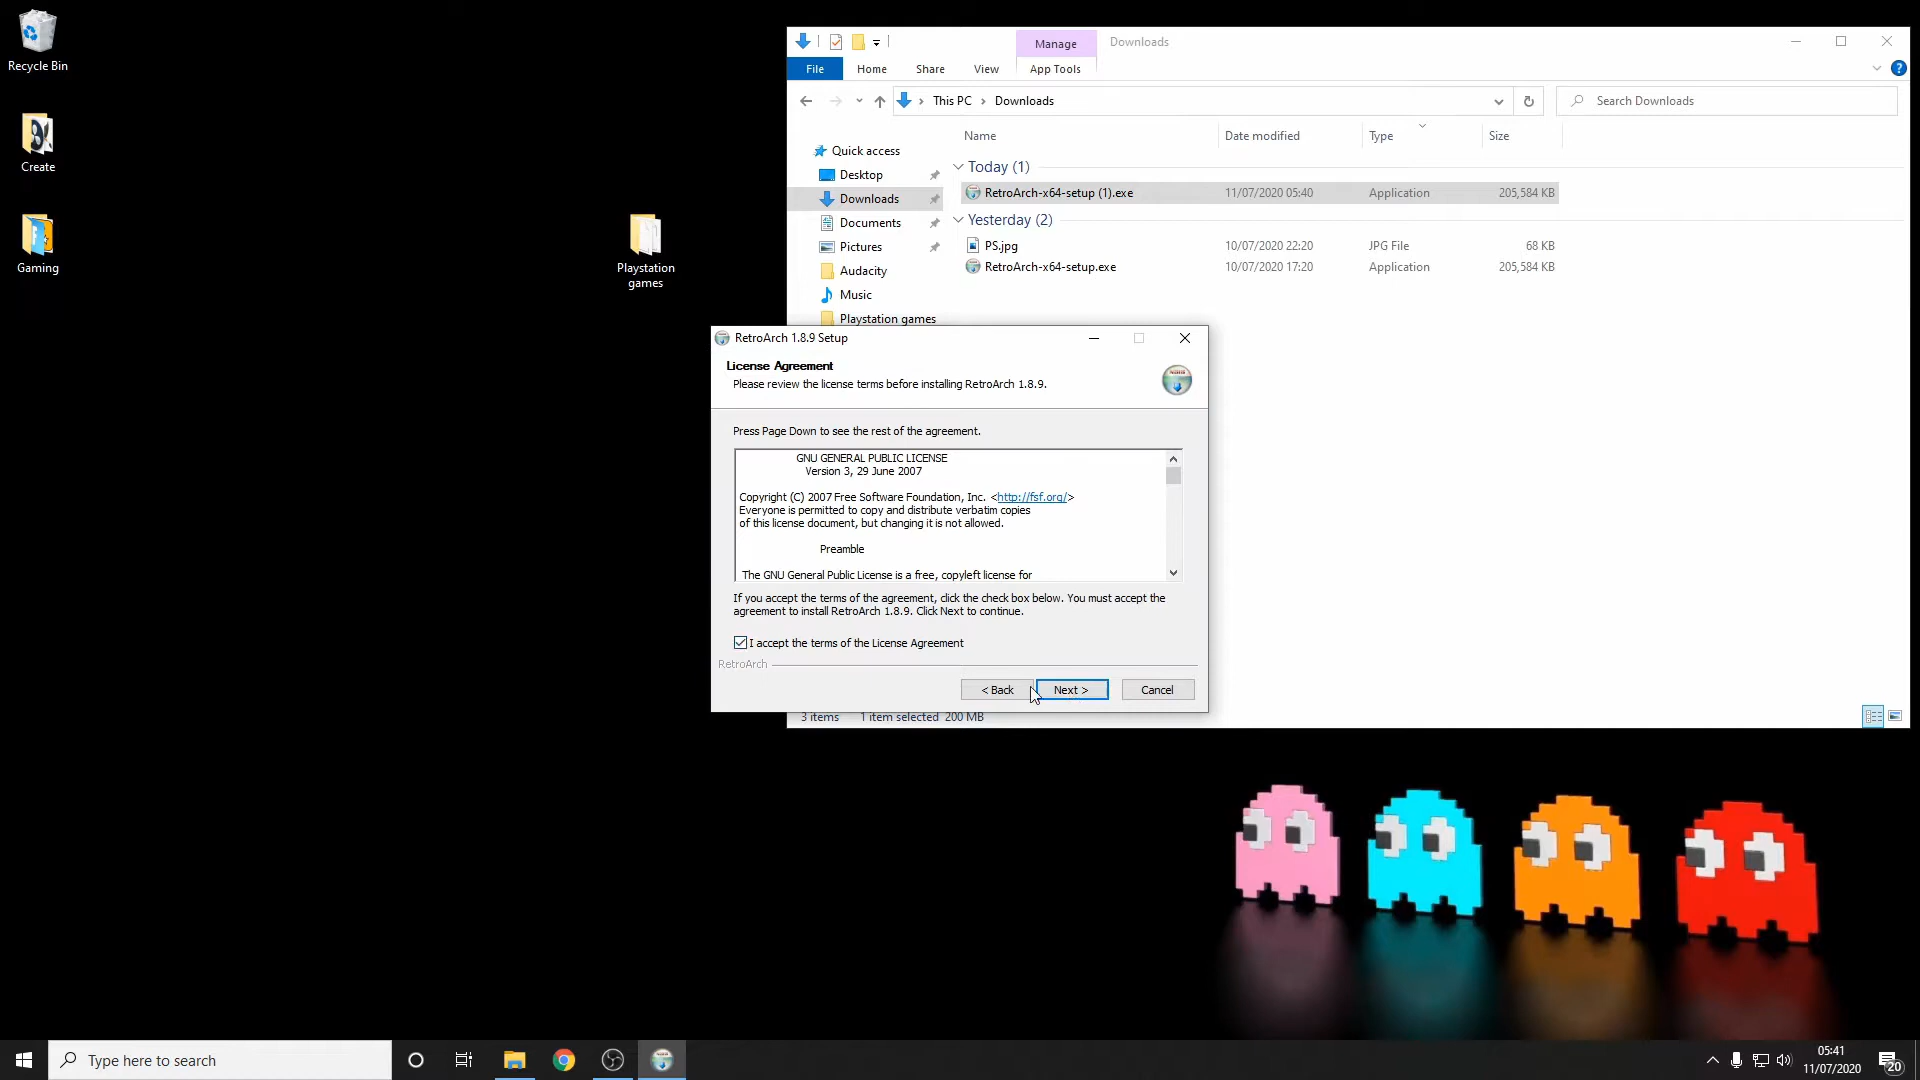 Recycle Bin
Create
Gaming
Playstation
games
Manage
Downloads
File
Home
Share
View
App Tools
This PC
Downloads
Search Downloads
Name
Date modified
Type
Size
Quick access
Desktop
Downloads
Documents
Pictures
Audacity
Music
Playstation games
Today (1)
RetroArch-x64-setup (1).exe 11/07/2020 05:40 Application 205,584 KB
Yesterday (2)
PS.jpg 10/07/2020 22:20 JPG File 68 KB
RetroArch-x64-setup.exe 10/07/2020 17:20 Application 205,584 KB
RetroArch 1.8.9 Setup
License Agreement
Please review the license terms before installing RetroArch 1.8.9.
Press Page Down to see the rest of the agreement.
GNU GENERAL PUBLIC LICENSE
Version 3, 29 June 2007
Copyright (C) 2007 Free Software Foundation, Inc. <http://fsf.org/>
Everyone is permitted to copy and distribute verbatim copies
of this license document, but changing it is not allowed.
Preamble
The GNU General Public License is a free, copyleft license for
If you accept the terms of the agreement, click the check box below. You must accept the
agreement to install RetroArch 1.8.9. Click Next to continue.
I accept the terms of the License Agreement
RetroArch
< Back
Next >
Cancel
3 items
1 item selected 200 MB
Type here to search
05:41
11/07/2020
20